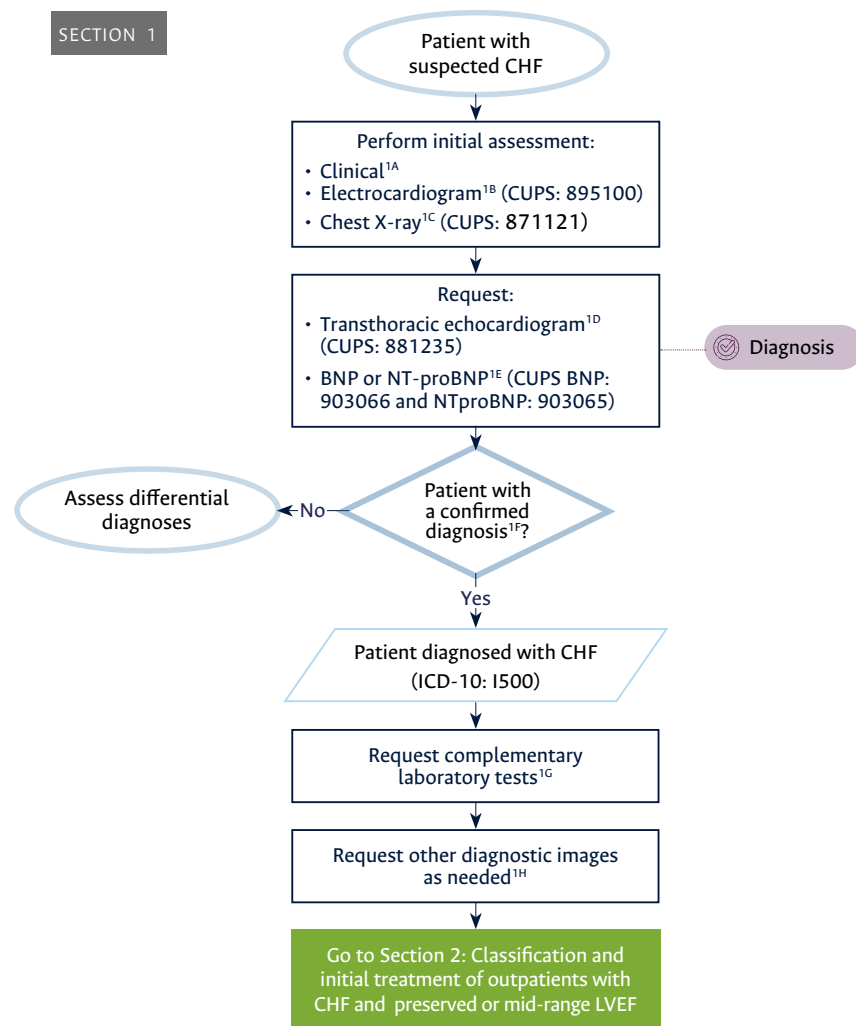 SECTION 1
Patient with
suspected CHF
Perform initial assessment:
• Clinical1A
• Electrocardiogram1B (CUPS: 895100)
• Chest X-ray1C (CUPS: 871121)
Request:
• Transthoracic echocardiogram1D
(CUPS: 881235)
• BNP or NT-proBNP1E (CUPS BNP:
903066 and NTproBNP: 903065)
Diagnosis
Patient with
a confirmed
diagnosis1F?
No
Assess differential
diagnoses
Yes
Patient diagnosed with CHF
(ICD-10: I500)
Request complementary
laboratory tests1G
Request other diagnostic images
as needed1H
Go to Section 2: Classification and
initial treatment of outpatients with
CHF and preserved or mid-range LVEF